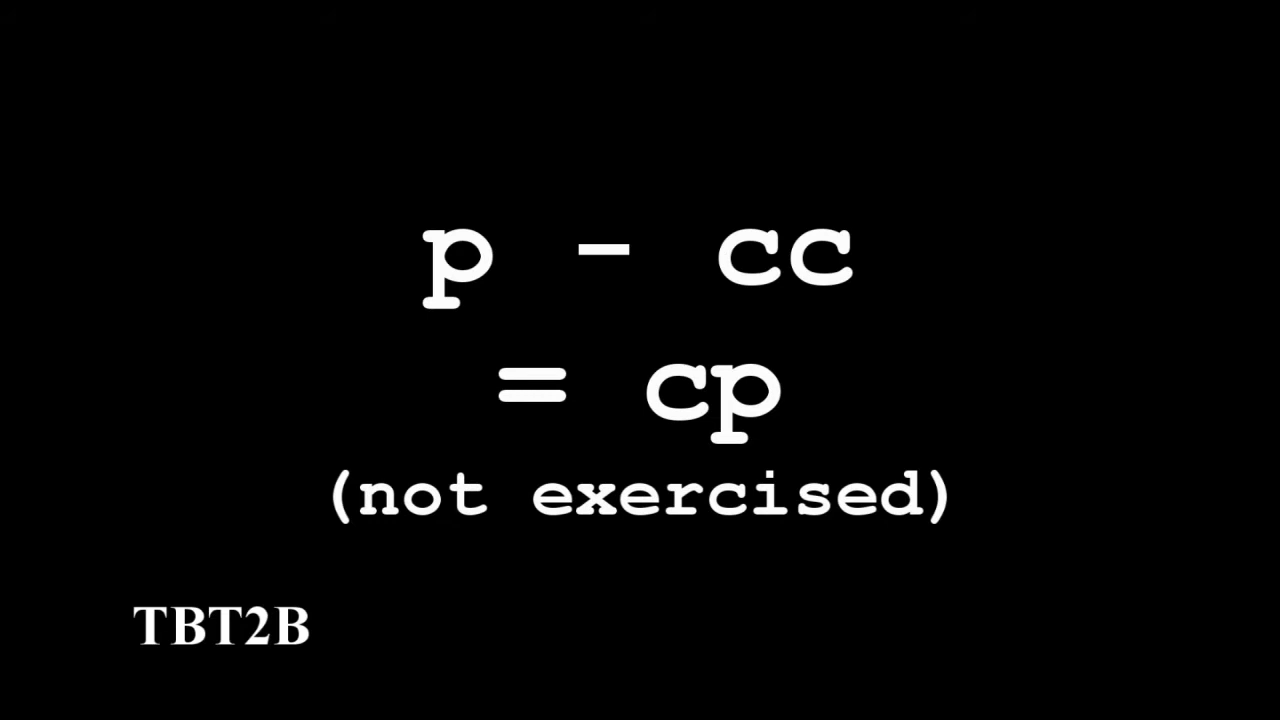 p - cc
= cp
(not exercised)
TBT2B